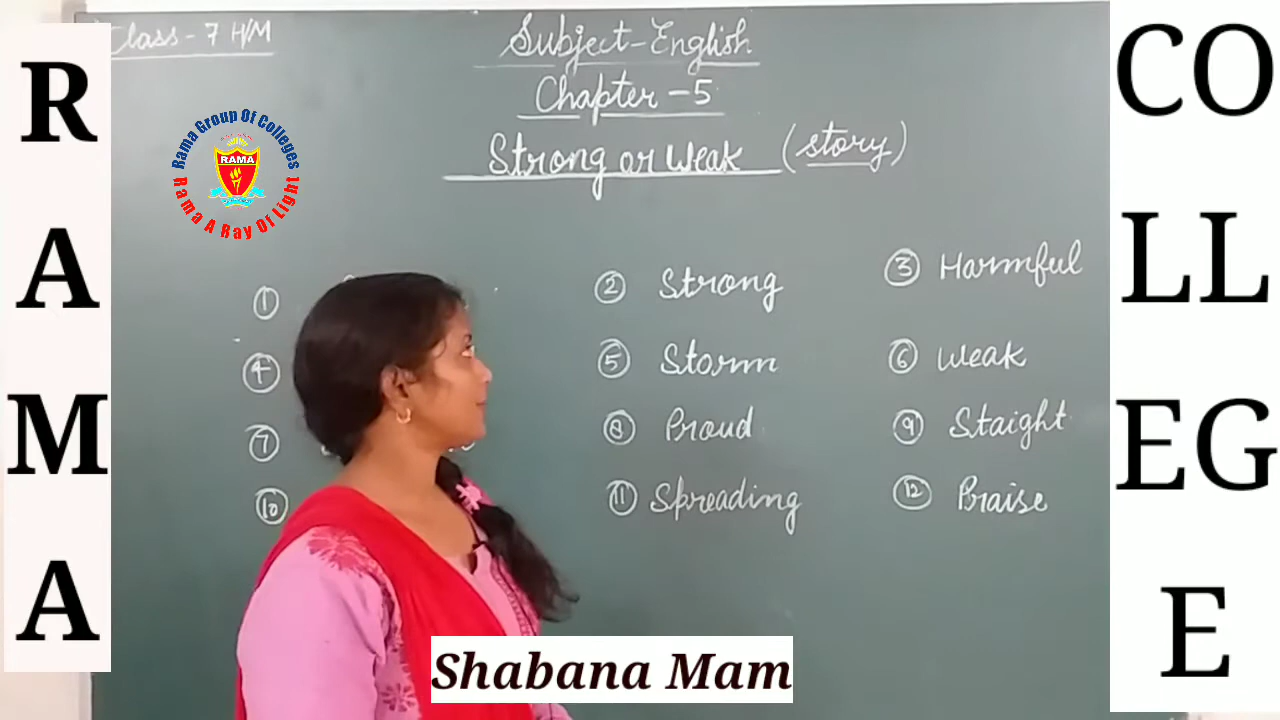 Class - 7 H/M
Subject - English
Chapter - 5
Strong or Weak (story)
Rama Group Of Colleges
RAMA
Rama A Ray Of Light
① ② Strong ③ Harmful
④ ⑤ Storm ⑥ Weak
⑦ ⑧ Proud ⑨ Staight
⑩ ⑪ Spreading ⑫ Praise
RAMA
COLLEGE
Shabana Mam